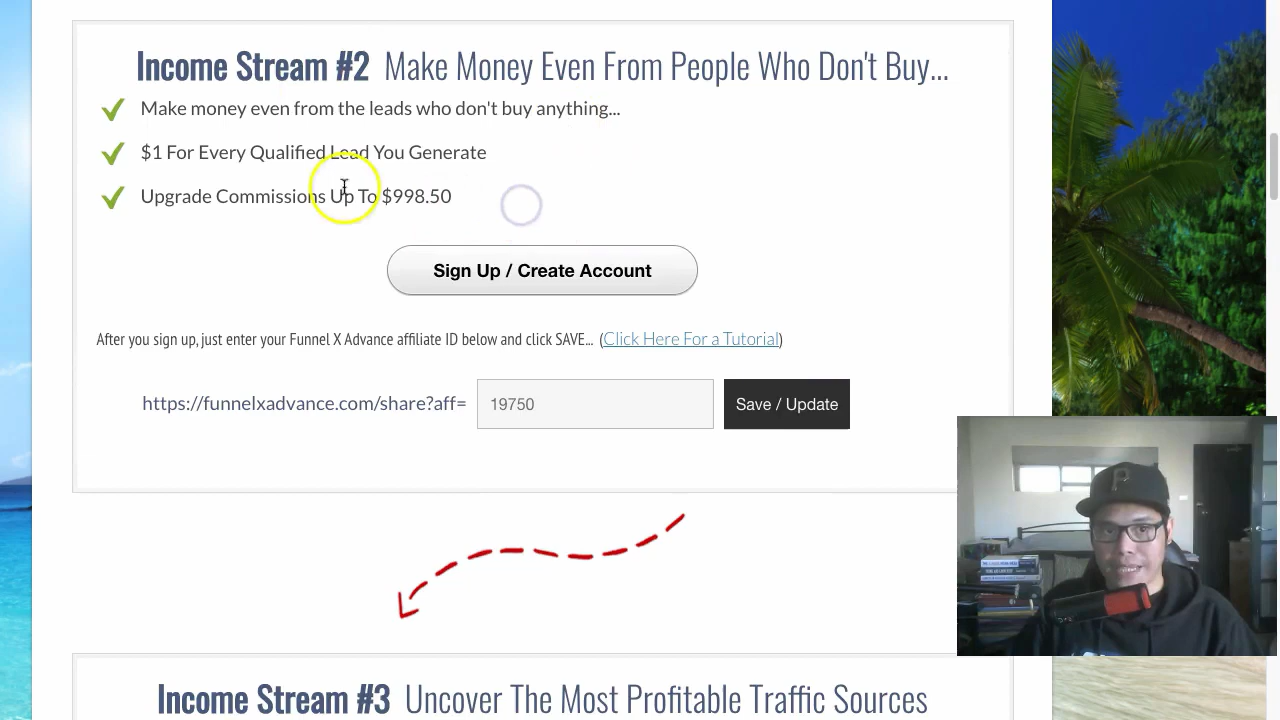 Income Stream #2 Make Money Even From People Who Don't Buy...
Make money even from the leads who don't buy anything...
$1 For Every Qualified Lead You Generate
Upgrade Commissions Up To $998.50
Sign Up / Create Account
After you sign up, just enter your Funnel X Advance affiliate ID below and click SAVE... (Click Here For a Tutorial)
https://funnelxadvance.com/share?aff= 19750 Save / Update
P
Income Stream #3 Uncover The Most Profitable Traffic Sources